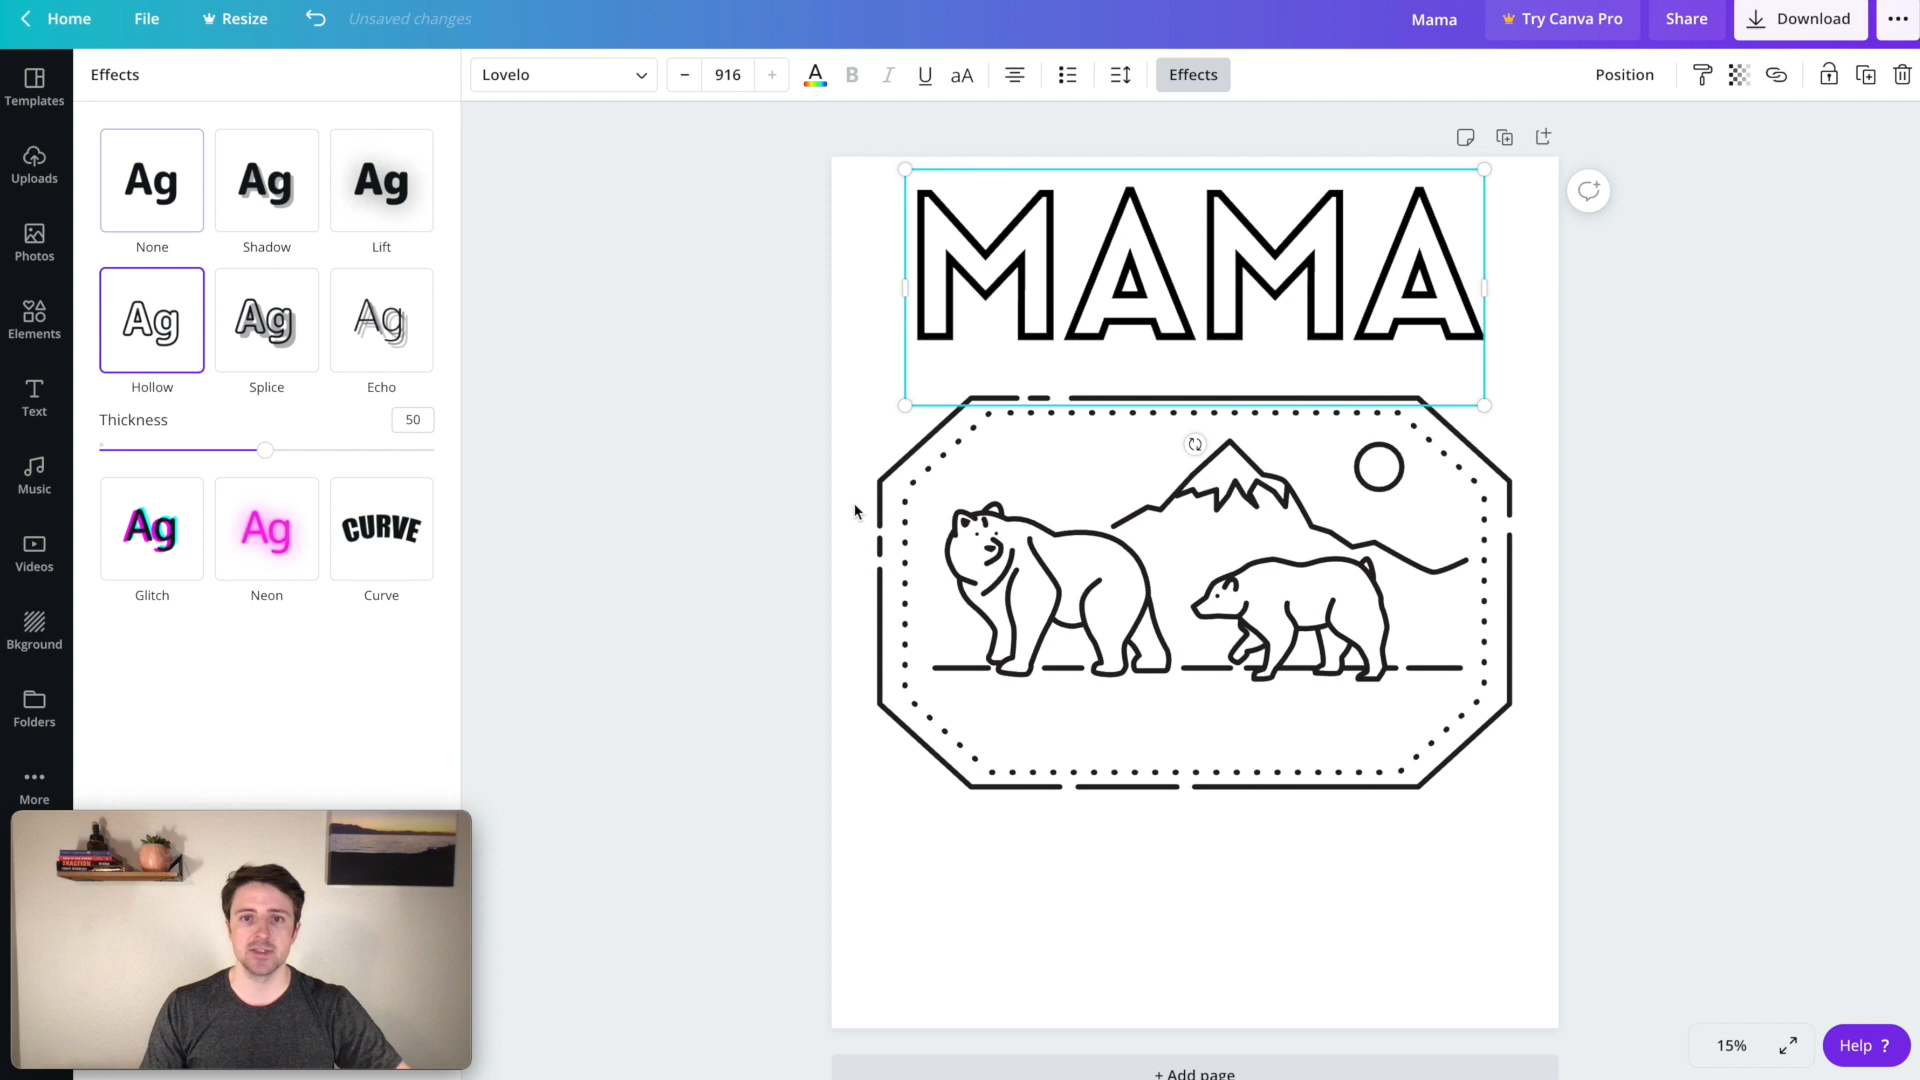 Home File Resize Unsaved changes Mama Try Canva Pro Share Download
Templates
Uploads
Photos
Elements
Text
Music
Videos
Bkground
Folders
More
Effects
Ag Ag Ag
None Shadow Lift
Ag Ag Ag
Hollow Splice Echo
Thickness 50
Ag Ag CURVE
Glitch Neon Curve
Lovelo − 916 + A B I U aA Effects Position
MAMA
TRACTION
+ Add page
15% Help ?